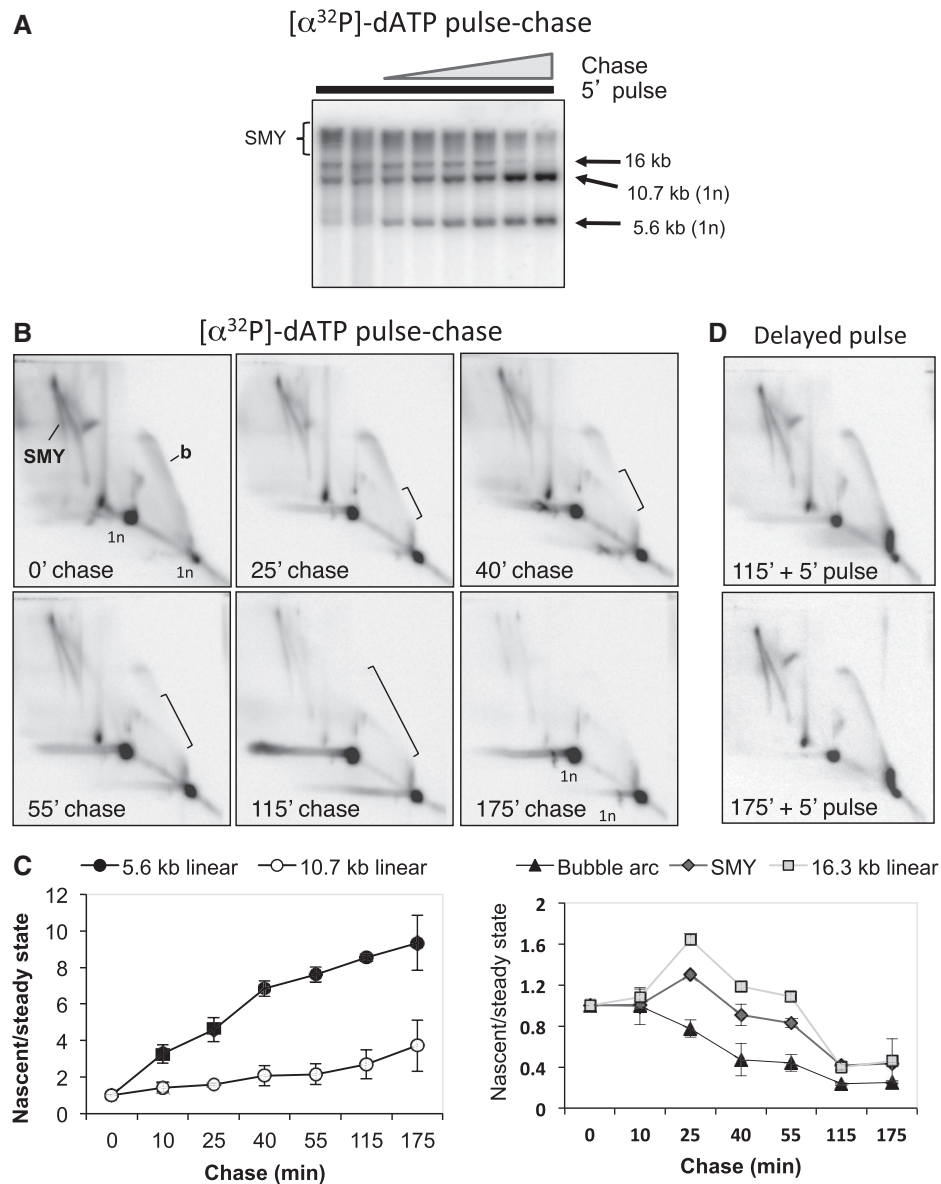 A
[α³²P]-dATP pulse-chase
Chase
5' pulse
SMY
16 kb
10.7 kb (1n)
5.6 kb (1n)
B
[α³²P]-dATP pulse-chase
D
Delayed pulse
SMY
b
1n
1n
0' chase
25' chase
40' chase
115' + 5' pulse
55' chase
115' chase
1n
175' chase
1n
175' + 5' pulse
C
5.6 kb linear
10.7 kb linear
Nascent/steady state
12
10
8
6
4
2
0
0 10 25 40 55 115 175
Chase (min)
Bubble arc
SMY
16.3 kb linear
Nascent/steady state
2
1.6
1.2
0.8
0.4
0
0 10 25 40 55 115 175
Chase (min)